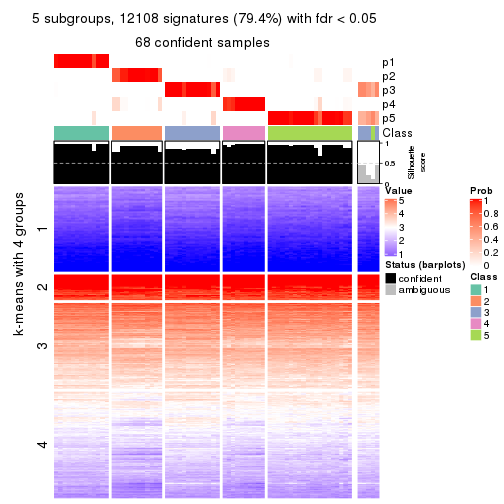 5 subgroups, 12108 signatures (79.4%) with fdr < 0.05
68 confident samples
p1
p2
p3
p4
p5
Class
1
0.5
0
Silhouette
score
k-means with 4 groups
1
2
3
4
Value
5
4
3
2
1
Status (barplots)
confident
ambiguous
Prob
1
0.8
0.6
0.4
0.2
0
Class
1
2
3
4
5